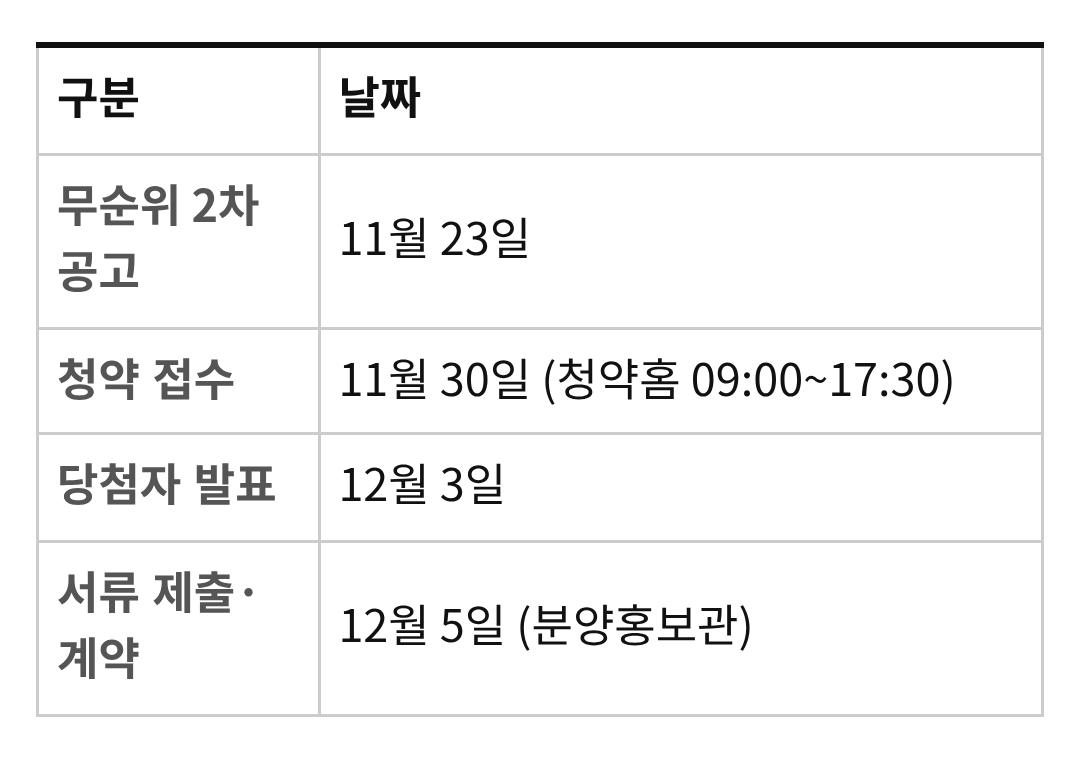 구분
날짜
무순위 2차
공고
11월 23일
청약 접수
11월 30일 (청약홈 09:00~17:30)
당첨자 발표
12월 3일
서류 제출·
계약
12월 5일 (분양홍보관)